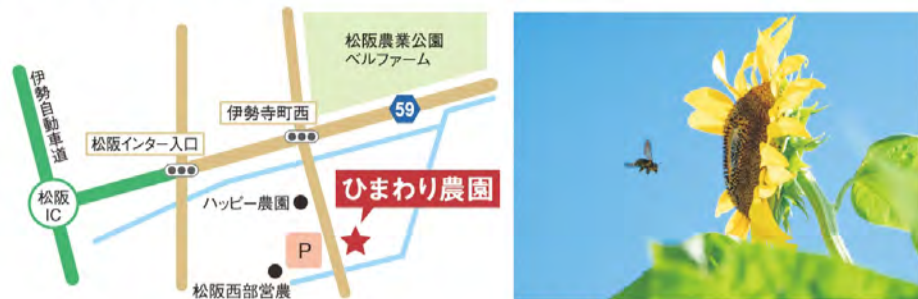 松阪農業公園
ベルファーム
伊勢自動車道
59
伊勢寺町西
松阪インター入口
松阪
IC
ひまわり農園
ハッピー農園
P
松阪西部営農